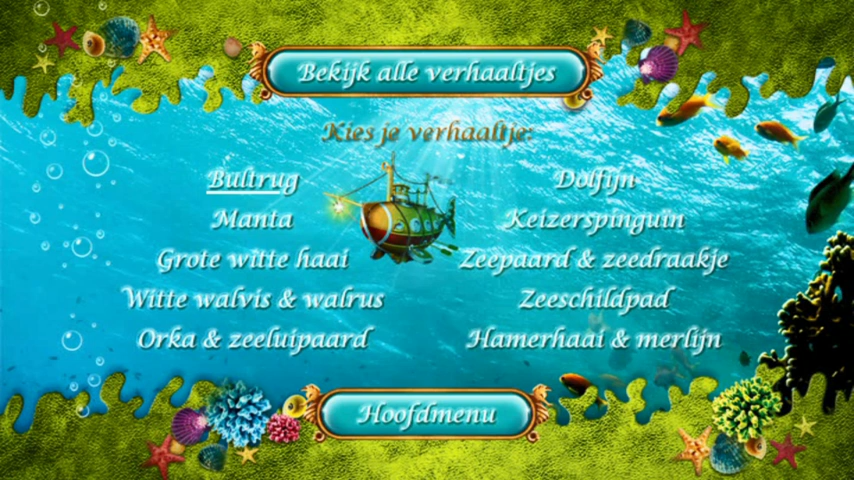 Bekijk alle verhaaltjes
Kies je verhaaltje:
Bultrug
Manta
Grote witte haai
Witte walvis & walrus
Orka & zeeluipaard
Dolfijn
Keizerspinguin
Zeepaard & zeedraakje
Zeeschildpad
Hamerhaai & merlijn
Hoofdmenu